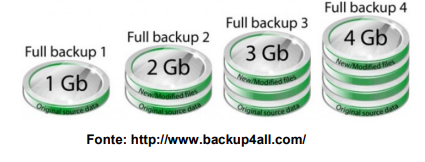 Full backup 1
1 Gb
Original source data
Full backup 2
2 Gb
New/Modified files
Original source data
Full backup 3
3 Gb
New/Modified files
Original source data
Full backup 4
4 Gb
New/Modified files
Original source data
Fonte: http://www.backup4all.com/